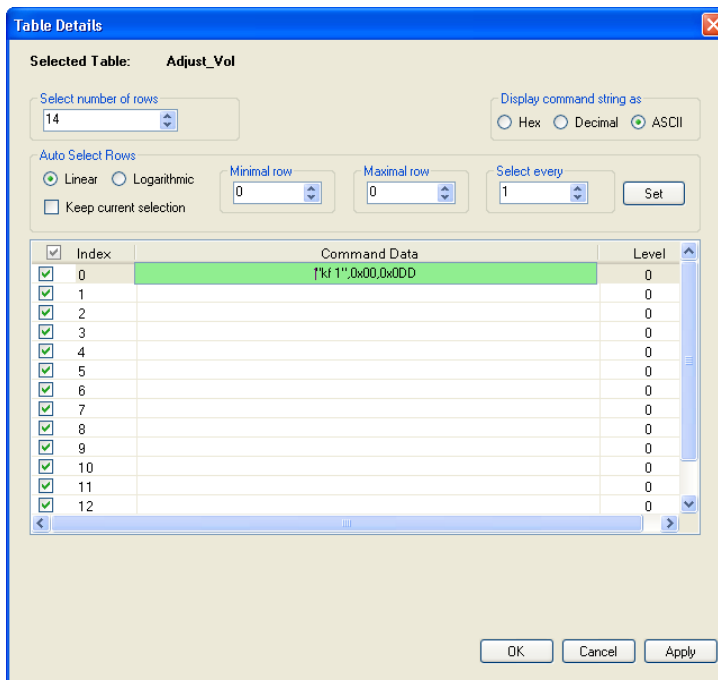 Table Details
Selected Table: Adjust_Vol
Select number of rows
14
Display command string as
Hex Decimal ASCII
Auto Select Rows
Linear Logarithmic
Keep current selection
Minimal row
0
Maximal row
0
Select every
1
Set
Index Command Data Level
0 ["kf 1",0x00,0x0DD 0
1 0
2 0
3 0
4 0
5 0
6 0
7 0
8 0
9 0
10 0
11 0
12 0
OK Cancel Apply